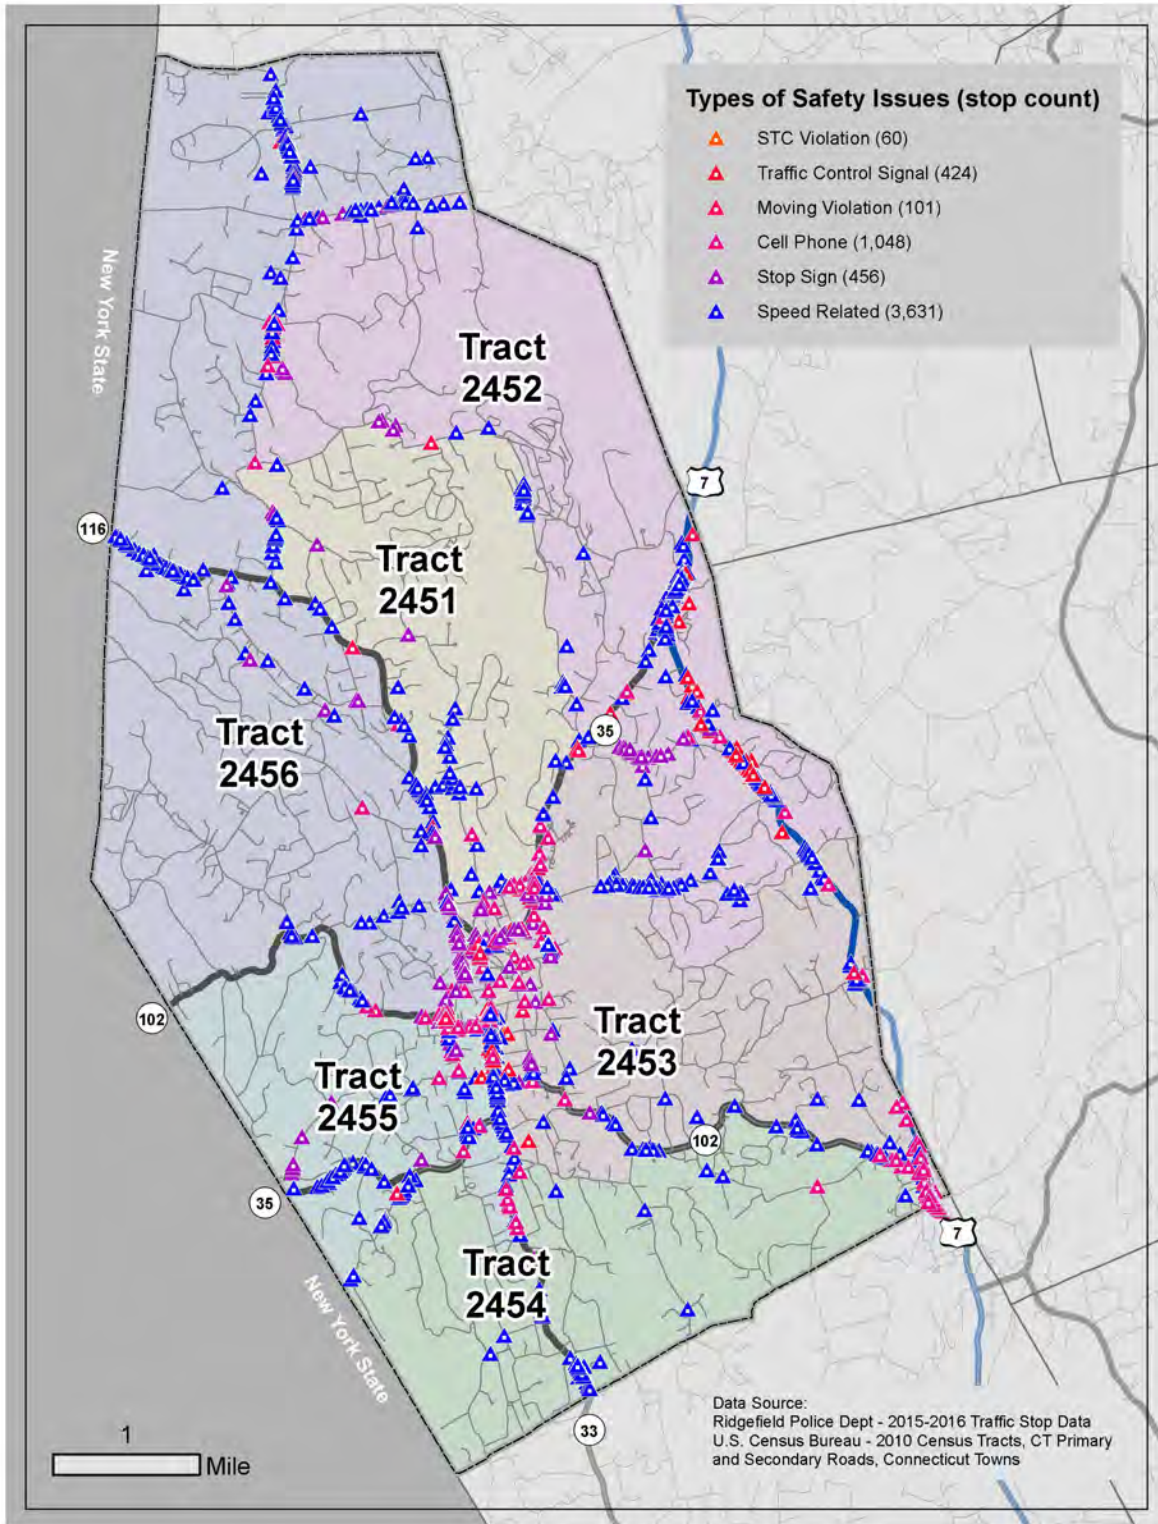 Types of Safety Issues (stop count)
STC Violation (60)
Traffic Control Signal (424)
Moving Violation (101)
Cell Phone (1,048)
Stop Sign (456)
Speed Related (3,631)
New York State
Tract
2452
7
116
Tract
2451
35
Tract
2456
102
Tract
2453
Tract
2455
102
35
7
Tract
2454
New York State
33
1
Mile
Data Source:
Ridgefield Police Dept - 2015-2016 Traffic Stop Data
U.S. Census Bureau - 2010 Census Tracts, CT Primary
and Secondary Roads, Connecticut Towns